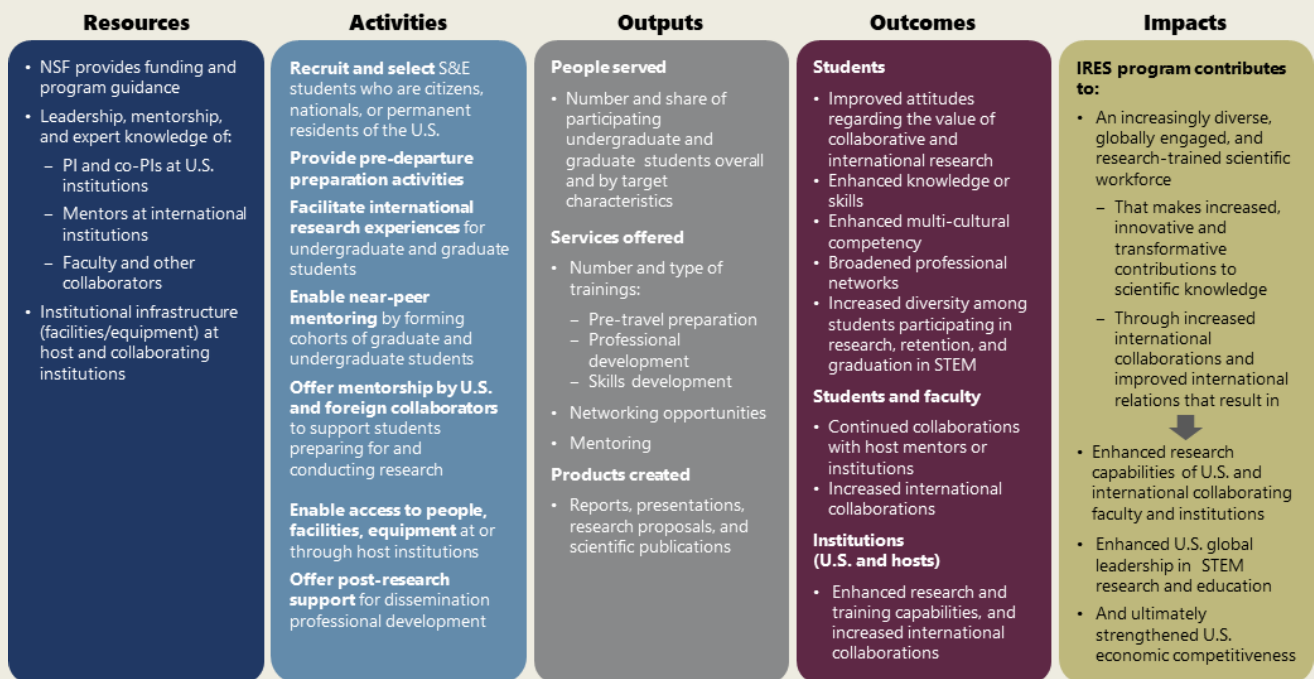 Resources
• NSF provides funding and
program guidance
• Leadership, mentorship,
and expert knowledge of:
– PI and co-PIs at U.S.
institutions
– Mentors at international
institutions
– Faculty and other
collaborators
• Institutional infrastructure
(facilities/equipment) at
host and collaborating
institutions
Activities
Recruit and select S&E
students who are citizens,
nationals, or permanent
residents of the U.S.
Provide pre-departure
preparation activities
Facilitate international
research experiences for
undergraduate and graduate
students
Enable near-peer
mentoring by forming
cohorts of graduate and
undergraduate students
Offer mentorship by U.S.
and foreign collaborators
to support students
preparing for and
conducting research
Enable access to people,
facilities, equipment at or
through host institutions
Offer post-research
support for dissemination
professional development
Outputs
People served
• Number and share of
participating
undergraduate and
graduate students overall
and by target
characteristics
Services offered
• Number and type of
trainings:
– Pre-travel preparation
– Professional
development
– Skills development
• Networking opportunities
• Mentoring
Products created
• Reports, presentations,
research proposals, and
scientific publications
Outcomes
Students
• Improved attitudes
regarding the value of
collaborative and
international research
• Enhanced knowledge or
skills
• Enhanced multi-cultural
competency
• Broadened professional
networks
• Increased diversity among
students participating in
research, retention, and
graduation in STEM
Students and faculty
• Continued collaborations
with host mentors or
institutions
• Increased international
collaborations
Institutions
(U.S. and hosts)
• Enhanced research and
training capabilities, and
increased international
collaborations
Impacts
IRES program contributes
to:
• An increasingly diverse,
globally engaged, and
research-trained scientific
workforce
– That makes increased,
innovative and
transformative
contributions to
scientific knowledge
– Through increased
international
collaborations and
improved international
relations that result in
• Enhanced research
capabilities of U.S. and
international collaborating
faculty and institutions
• Enhanced U.S. global
leadership in STEM
research and education
• And ultimately
strengthened U.S.
economic competitiveness